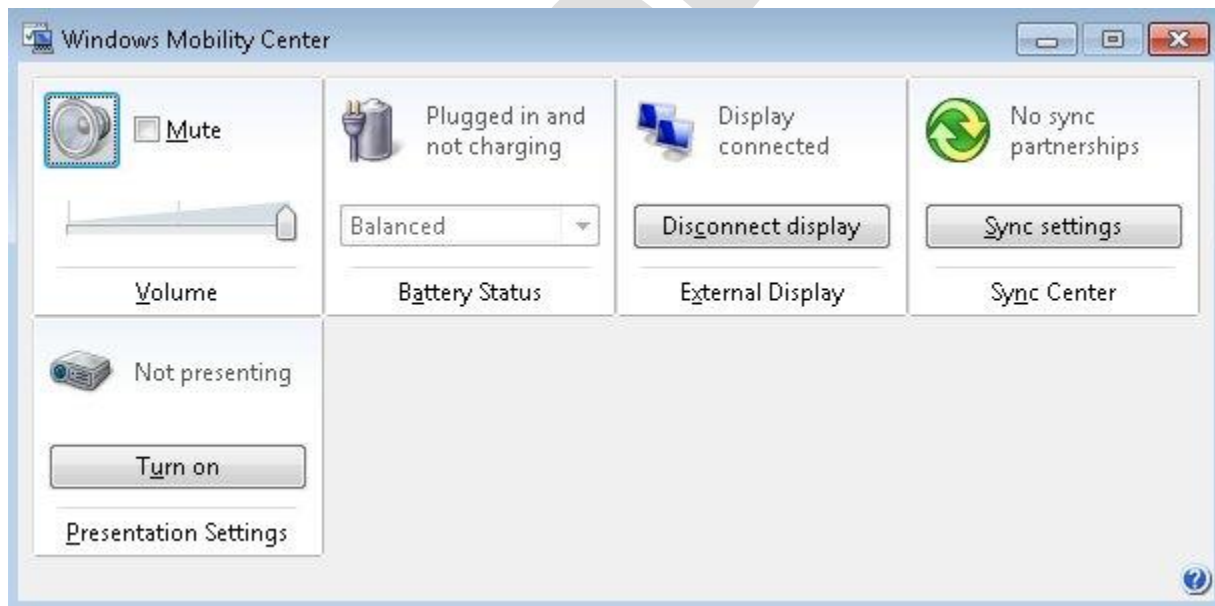 Windows Mobility Center
Mute
Volume
Plugged in and
not charging
Balanced
Battery Status
Display
connected
Disconnect display
External Display
No sync
partnerships
Sync settings
Sync Center
Not presenting
Turn on
Presentation Settings